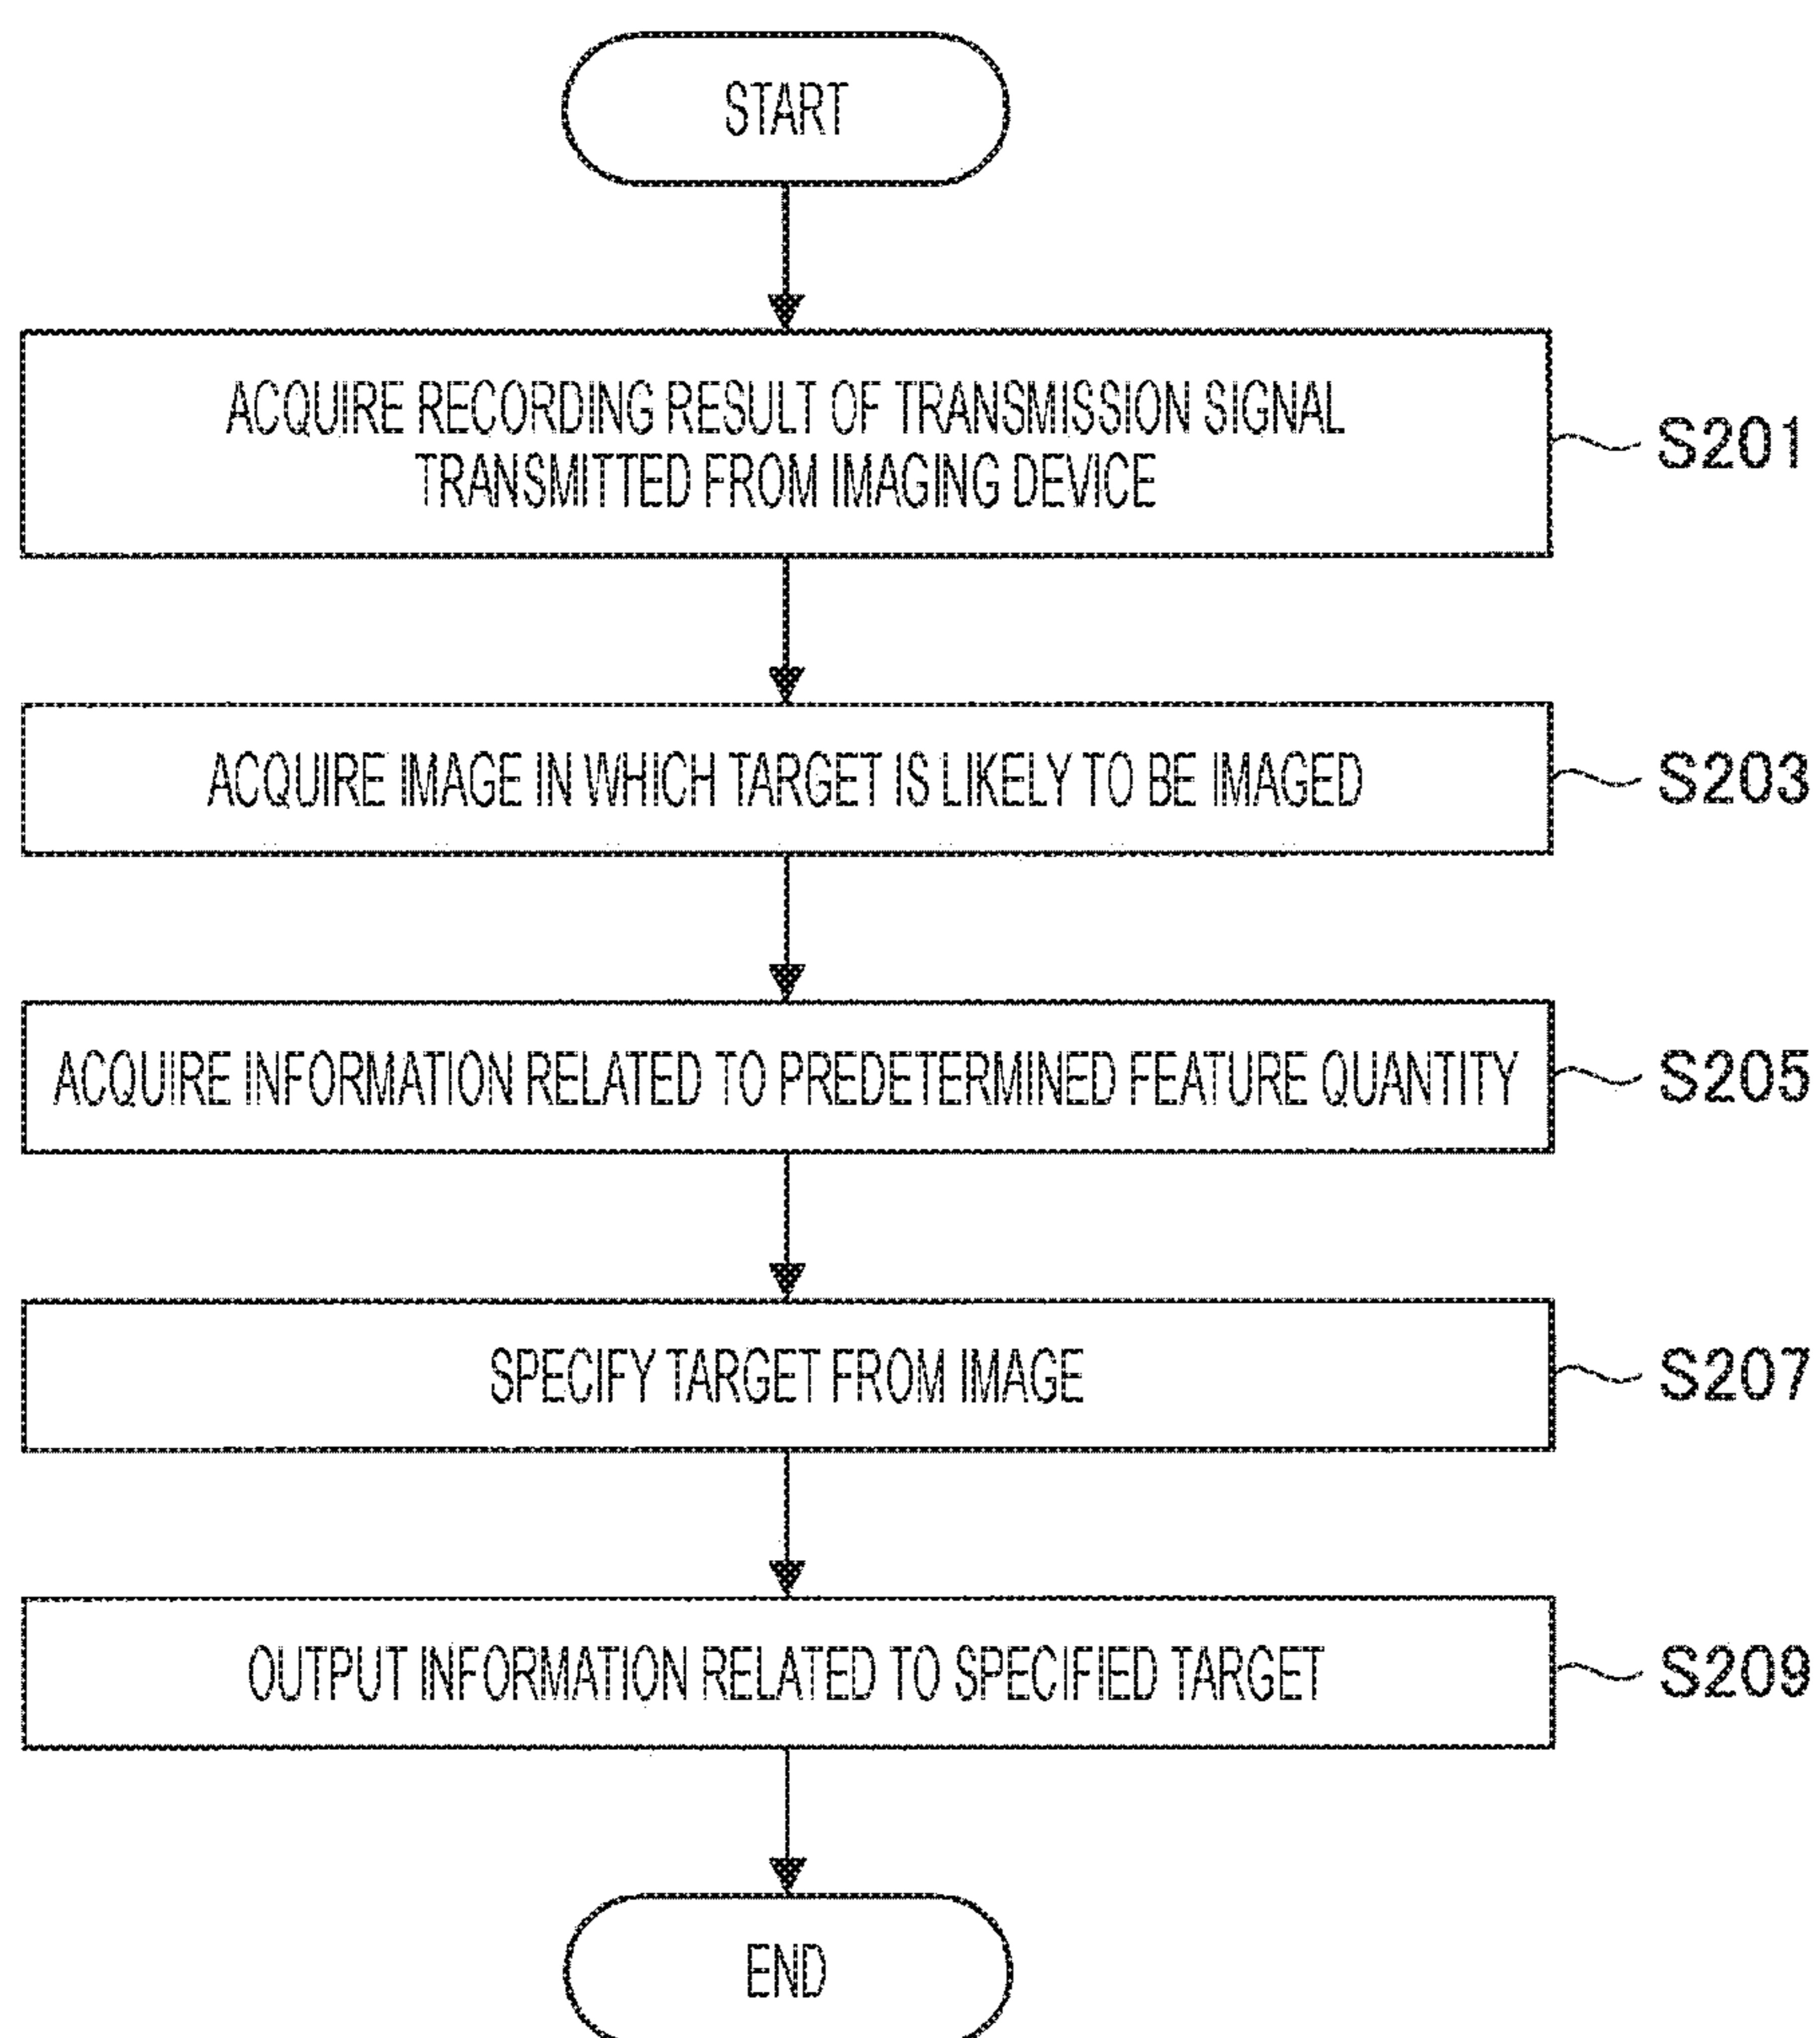 START
ACQUIRE RECORDING RESULT OF TRANSMISSION SIGNAL
TRANSMITTED FROM IMAGING DEVICE
S201
ACQUIRE IMAGE IN WHICH TARGET IS LIKELY TO BE IMAGED
S203
ACQUIRE INFORMATION RELATED TO PREDETERMINED FEATURE QUANTITY
S205
SPECIFY TARGET FROM IMAGE
S207
OUTPUT INFORMATION RELATED TO SPECIFIED TARGET
S209
END